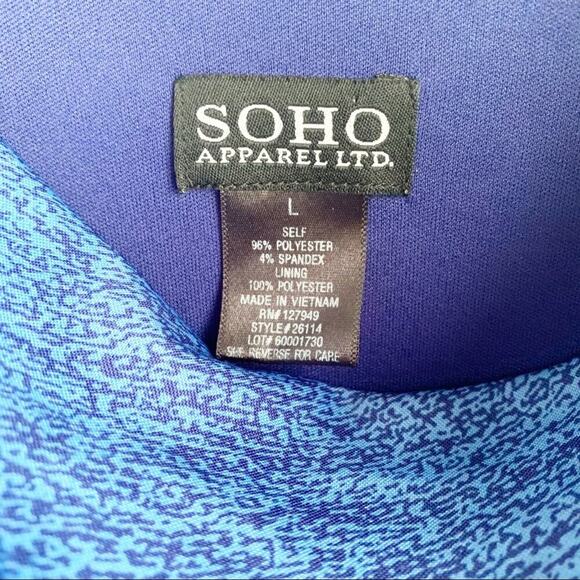 SOHO
APPAREL LTD.
L
SELF
96% POLYESTER
4% SPANDEX
LINING
100% POLYESTER
MADE IN VIETNAM
RN# 127949
STYLE# 26114
LOT# 60001730
SEE REVERSE FOR CARE